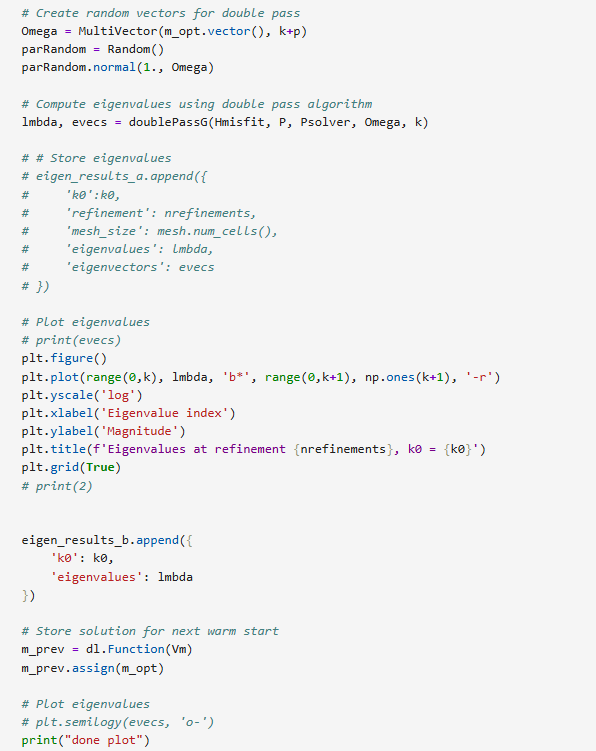 # Create random vectors for double pass
Omega = MultiVector(m_opt.vector(), k+p)
parRandom = Random()
parRandom.normal(1., Omega)
# Compute eigenvalues using double pass algorithm
lmbda, evecs = doublePassG(Hmisfit, P, Psolver, Omega, k)
# # Store eigenvalues
# eigen_results_a.append({
#     'k0':k0,
#     'refinement': nrefinements,
#     'mesh_size': mesh.num_cells(),
#     'eigenvalues': lmbda,
#     'eigenvectors': evecs
# })
# Plot eigenvalues
# print(evecs)
plt.figure()
plt.plot(range(0,k), lmbda, 'b*', range(0,k+1), np.ones(k+1), '-r')
plt.yscale('log')
plt.xlabel('Eigenvalue index')
plt.ylabel('Magnitude')
plt.title(f'Eigenvalues at refinement {nrefinements}, k0 = {k0}')
plt.grid(True)
# print(2)
eigen_results_b.append({
    'k0': k0,
    'eigenvalues': lmbda
})
# Store solution for next warm start
m_prev = dl.Function(Vm)
m_prev.assign(m_opt)
# Plot eigenvalues
# plt.semilogy(evecs, 'o-')
print("done plot")